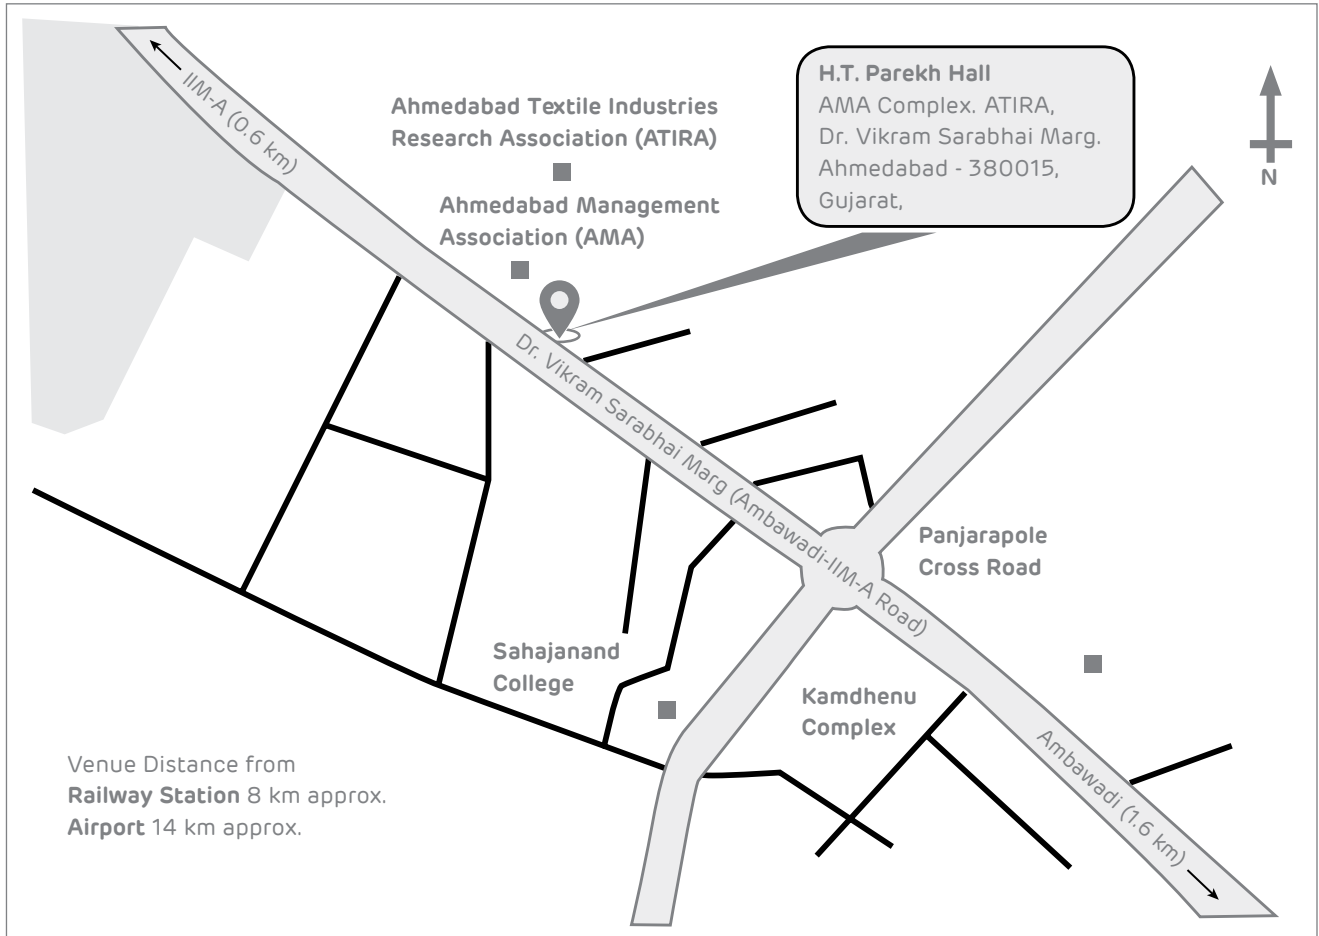 IIM-A (0.6 km)
Ahmedabad Textile Industries
Research Association (ATIRA)
Ahmedabad Management
Association (AMA)
H.T. Parekh Hall
AMA Complex. ATIRA,
Dr. Vikram Sarabhai Marg.
Ahmedabad - 380015,
Gujarat,
N
Dr. Vikram Sarabhai Marg (Ambawadi-IIM-A Road)
Panjarapole
Cross Road
Sahajanand
College
Kamdhenu
Complex
Ambawadi (1.6 km)
Venue Distance from
Railway Station 8 km approx.
Airport 14 km approx.